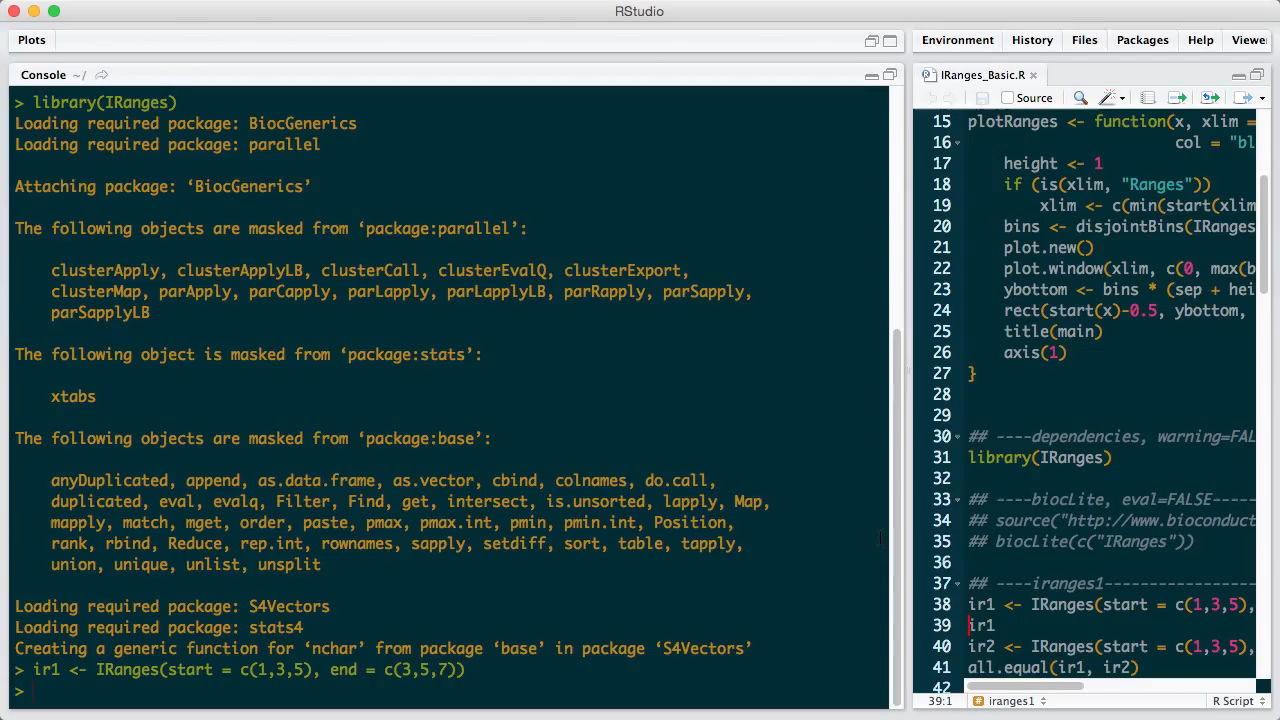 RStudio
Plots
Console ~/
> library(IRanges)
Loading required package: BiocGenerics
Loading required package: parallel
Attaching package: ‘BiocGenerics’
The following objects are masked from ‘package:parallel’:
clusterApply, clusterApplyLB, clusterCall, clusterEvalQ, clusterExport,
clusterMap, parApply, parCapply, parLapply, parLapplyLB, parRapply, parSapply,
parSapplyLB
The following object is masked from ‘package:stats’:
xtabs
The following objects are masked from ‘package:base’:
anyDuplicated, append, as.data.frame, as.vector, cbind, colnames, do.call,
duplicated, eval, evalq, Filter, Find, get, intersect, is.unsorted, lapply, Map,
mapply, match, mget, order, paste, pmax, pmax.int, pmin, pmin.int, Position,
rank, rbind, Reduce, rep.int, rownames, sapply, setdiff, sort, table, tapply,
union, unique, unlist, unsplit
Loading required package: S4Vectors
Loading required package: stats4
Creating a generic function for ‘nchar’ from package ‘base’ in package ‘S4Vectors’
> ir1 <- IRanges(start = c(1,3,5), end = c(3,5,7))
>
Environment History Files Packages Help Viewer
IRanges_Basic.R
Source
15 plotRanges <- function(x, xlim =
16 col = "bl
17 height <- 1
18 if (is(xlim, "Ranges"))
19 xlim <- c(min(start(xlim
20 bins <- disjointBins(IRanges
21 plot.new()
22 plot.window(xlim, c(0, max(b
23 ybottom <- bins * (sep + hei
24 rect(start(x)-0.5, ybottom,
25 title(main)
26 axis(1)
27 }
28
29
30 ## ----dependencies, warning=FAL
31 library(IRanges)
32
33 ## ----biocLite, eval=FALSE-----
34 ## source("http://www.bioconduct
35 ## biocLite(c("IRanges"))
36
37 ## ----iranges1-----------------
38 ir1 <- IRanges(start = c(1,3,5),
39 ir1
40 ir2 <- IRanges(start = c(1,3,5),
41 all.equal(ir1, ir2)
42
39:1 iranges1 R Script